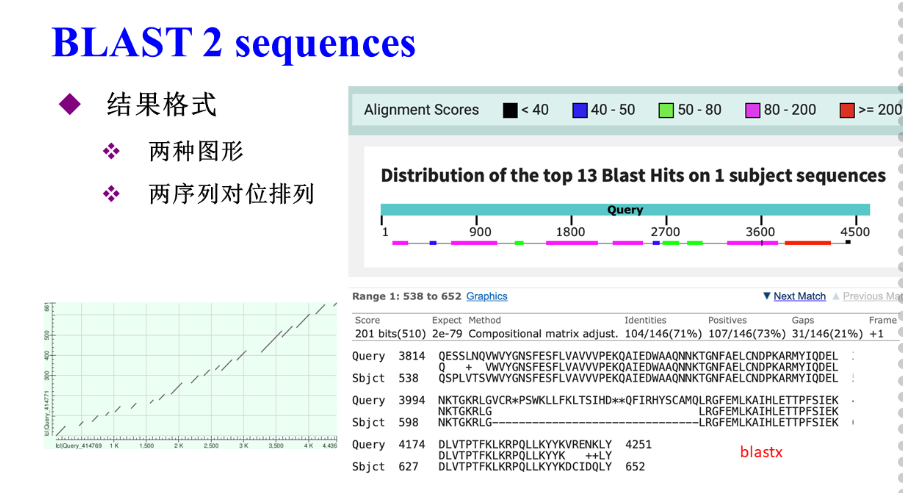 BLAST 2 sequences
结果格式
两种图形
两序列对位排列
Alignment Scores < 40 40 - 50 50 - 80 80 - 200 >= 200
Distribution of the top 13 Blast Hits on 1 subject sequences
Query
1 900 1800 2700 3600 4500
Range 1: 538 to 652 Graphics ▼ Next Match ▲ Previous Mat
Score Expect Method Identities Positives Gaps Frame
201 bits(510) 2e-79 Compositional matrix adjust. 104/146(71%) 107/146(73%) 31/146(21%) +1
Query 3814 QESSLNQVWVYGNSFESFLVAVVVPEKQAIEDWAAQNNKTGNFAELCNDPKARMYIQDEL
Q + VWVYGNSFESFLVAVVVPEKQAIEDWAAQNNKTGNFAELCNDPKARMYIQDEL
Sbjct 538 QSPLVTSVWVYGNSFESFLVAVVVPEKQAIEDWAAQNNKTGNFAELCNDPKARMYIQDEL
Query 3994 NKTGKRLGVCR*PSWKLLFKLTSIHD**QFIRHYSCAMQLRGFEMLKAIHLETTPFSIEK
NKTGKRLG LRGFEMLKAIHLETTPFSIEK
Sbjct 598 NKTGKRLG-------------------------------LRGFEMLKAIHLETTPFSIEK
Query 4174 DLVTPTFKLKRPQLLKYYKVRENKLY 4251
DLVTPTFKLKRPQLLKYYK ++LY
Sbjct 627 DLVTPTFKLKRPQLLKYYKDCIDQLY 652
blastx
500
400
300
lcl|Query_414771
lcl|Query_414769 1 K 1,500 2 K 2,500 3 K 3,500 4 K 4,436